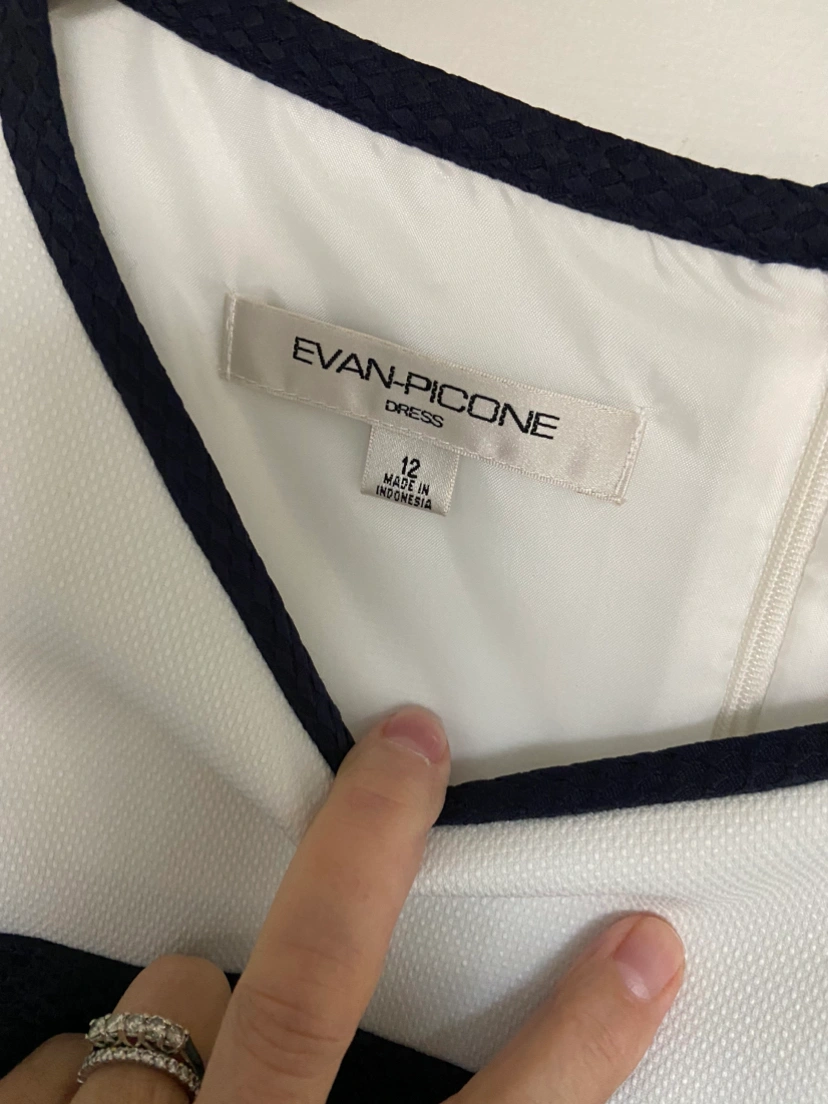 EVAN-PICONE
DRESS
12
MADE IN
INDONESIA